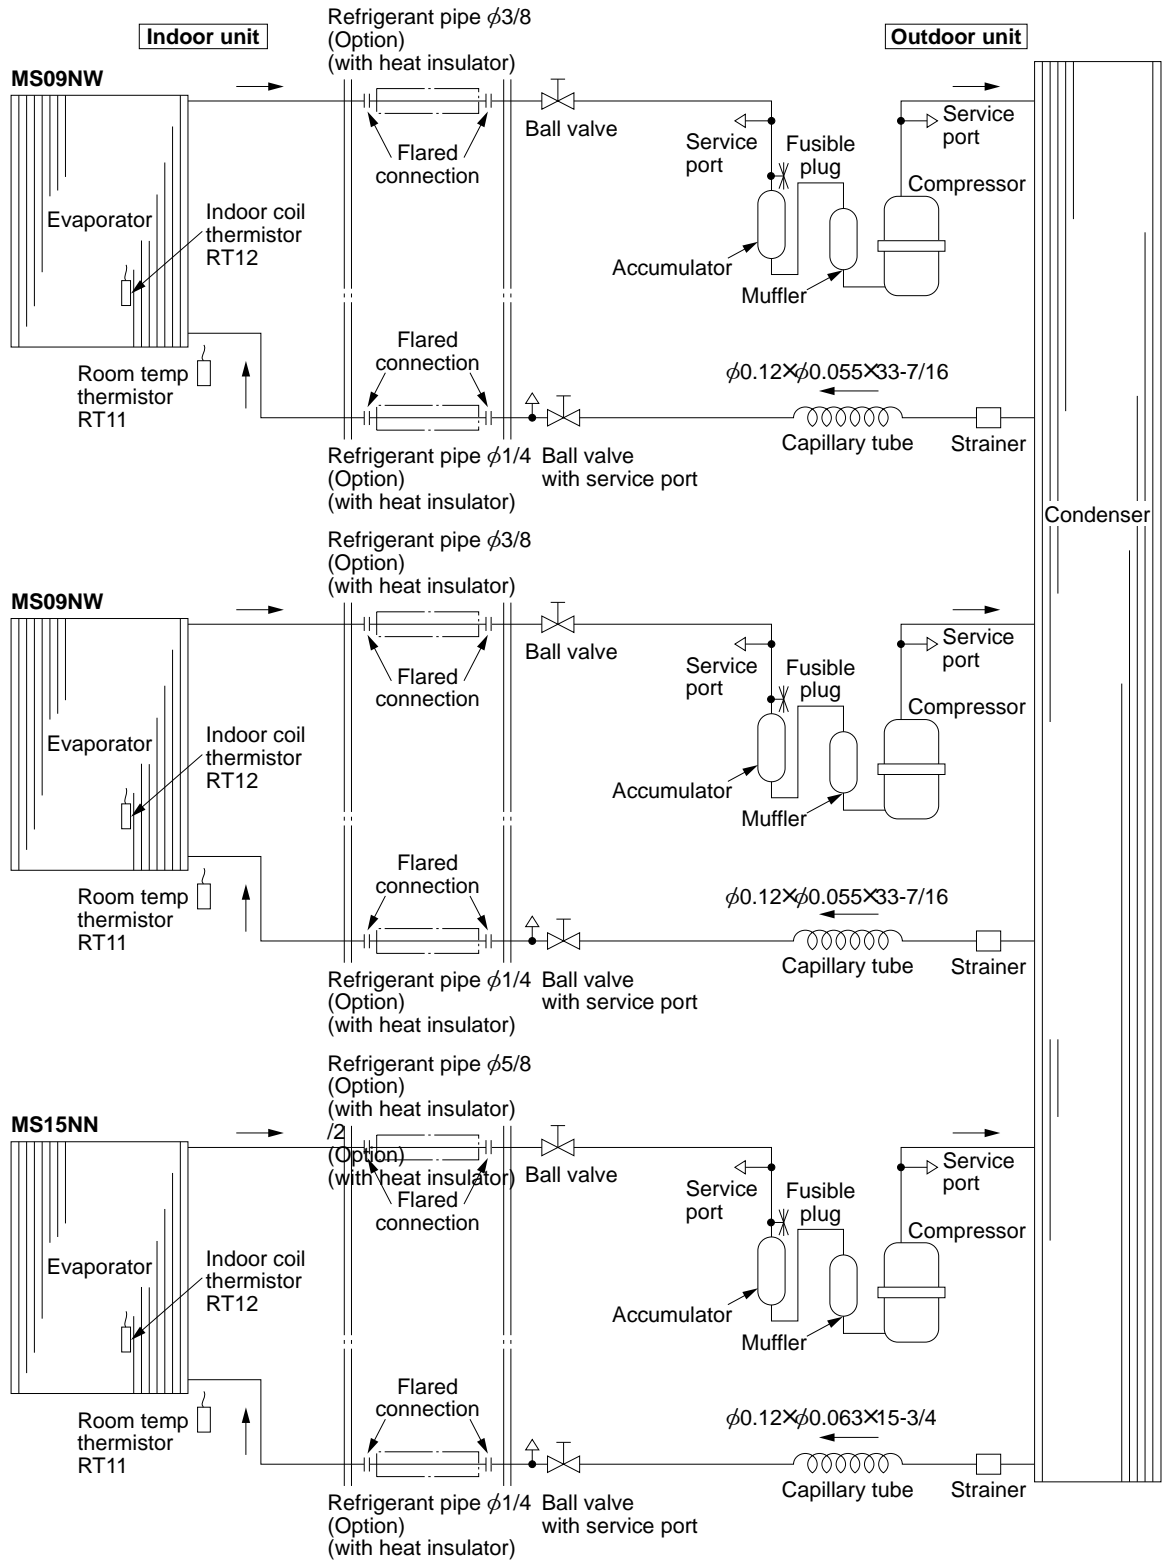 Indoor unit
Refrigerant pipe φ3/8
(Option)
(with heat insulator)
Outdoor unit
MS09NW
Ball valve
Flared
connection
Service
port
Fusible
plug
Service
port
Compressor
Evaporator
Indoor coil
thermistor
RT12
Accumulator
Muffler
Flared
connection
Room temp
thermistor
RT11
φ0.12×φ0.055×33-7/16
Capillary tube
Strainer
Refrigerant pipe φ1/4
(Option)
(with heat insulator)
Ball valve
with service port
Condenser
Refrigerant pipe φ3/8
(Option)
(with heat insulator)
MS09NW
Ball valve
Flared
connection
Service
port
Fusible
plug
Service
port
Compressor
Evaporator
Indoor coil
thermistor
RT12
Accumulator
Muffler
Flared
connection
Room temp
thermistor
RT11
φ0.12×φ0.055×33-7/16
Capillary tube
Strainer
Refrigerant pipe φ1/4
(Option)
(with heat insulator)
Ball valve
with service port
Refrigerant pipe φ5/8
(Option)
(with heat insulator)
/2
(Option)
(with heat insulator)
MS15NN
Ball valve
Flared
connection
Service
port
Fusible
plug
Service
port
Compressor
Evaporator
Indoor coil
thermistor
RT12
Accumulator
Muffler
Flared
connection
Room temp
thermistor
RT11
φ0.12×φ0.063×15-3/4
Capillary tube
Strainer
Refrigerant pipe φ1/4
(Option)
(with heat insulator)
Ball valve
with service port